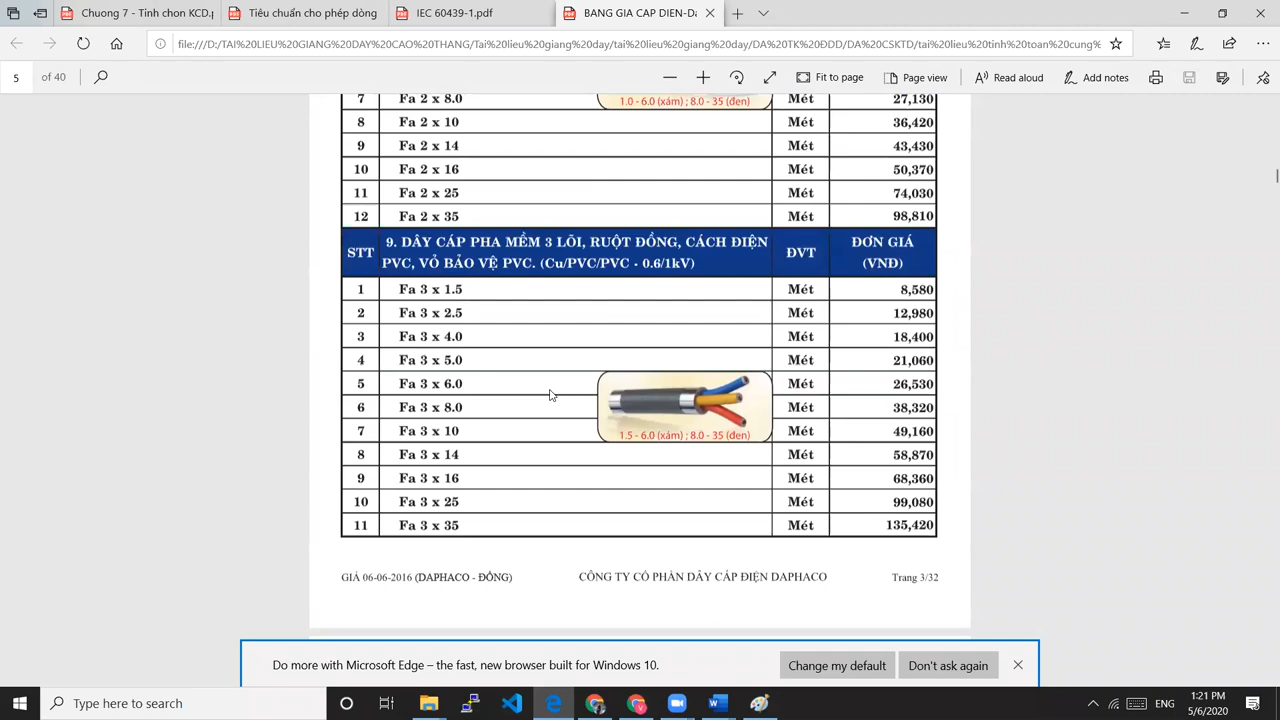 Chuong 7 - Tinh chon KCD.p
Tiêu chuẩn cho phép dòng
IEC 60439-1.pdf
BANG GIA CAP DIEN-Da
file:///D:/TAI%20LIEU%20GIANG%20DAY%20CAO%20THANG/Tai%20lieu%20giang%20day/tai%20lieu%20giang%20day/DA%20TK%20ĐDD/DA%20CSKTD/tai%20lieu%20tinh%20toan%20cung%
5 of 40
Fit to page
Page view
Read aloud
Add notes
7 Fa 2 x 8.0 1.0 - 6.0 (xám) ; 8.0 - 35 (đen) Mét 27,130
8 Fa 2 x 10 Mét 36,420
9 Fa 2 x 14 Mét 43,430
10 Fa 2 x 16 Mét 50,370
11 Fa 2 x 25 Mét 74,030
12 Fa 2 x 35 Mét 98,810
STT
9. DÂY CÁP PHA MỀM 3 LÕI, RUỘT ĐỒNG, CÁCH ĐIỆN
PVC, VỎ BẢO VỆ PVC. (Cu/PVC/PVC - 0.6/1kV)
ĐVT
ĐƠN GIÁ
(VNĐ)
1 Fa 3 x 1.5 Mét 8,580
2 Fa 3 x 2.5 Mét 12,980
3 Fa 3 x 4.0 Mét 18,400
4 Fa 3 x 5.0 Mét 21,060
5 Fa 3 x 6.0 Mét 26,530
6 Fa 3 x 8.0 Mét 38,320
7 Fa 3 x 10 1.5 - 6.0 (xám) ; 8.0 - 35 (đen) Mét 49,160
8 Fa 3 x 14 Mét 58,870
9 Fa 3 x 16 Mét 68,360
10 Fa 3 x 25 Mét 99,080
11 Fa 3 x 35 Mét 135,420
GIÁ 06-06-2016 (DAPHACO - ĐỒNG) CÔNG TY CỔ PHẦN DÂY CÁP ĐIỆN DAPHACO Trang 3/32
Do more with Microsoft Edge – the fast, new browser built for Windows 10.
Change my default
Don't ask again
Type here to search
ENG
1:21 PM
5/6/2020